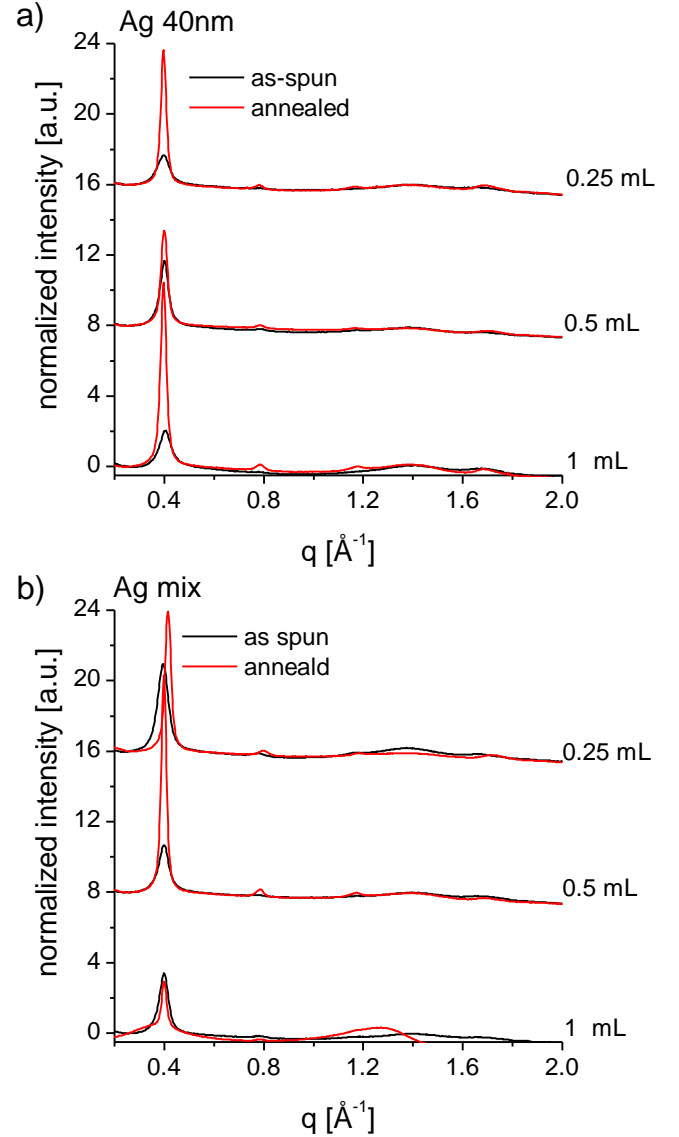 a)
Ag 40nm
24
20
16
12
8
4
0
normalized intensity [a.u.]
as-spun
annealed
0.25 mL
0.5 mL
1 mL
0.4 0.8 1.2 1.6 2.0
q [Å⁻¹]
b)
Ag mix
24
20
16
12
8
4
0
normalized intensity [a.u.]
as spun
anneald
0.25 mL
0.5 mL
1 mL
0.4 0.8 1.2 1.6 2.0
q [Å⁻¹]